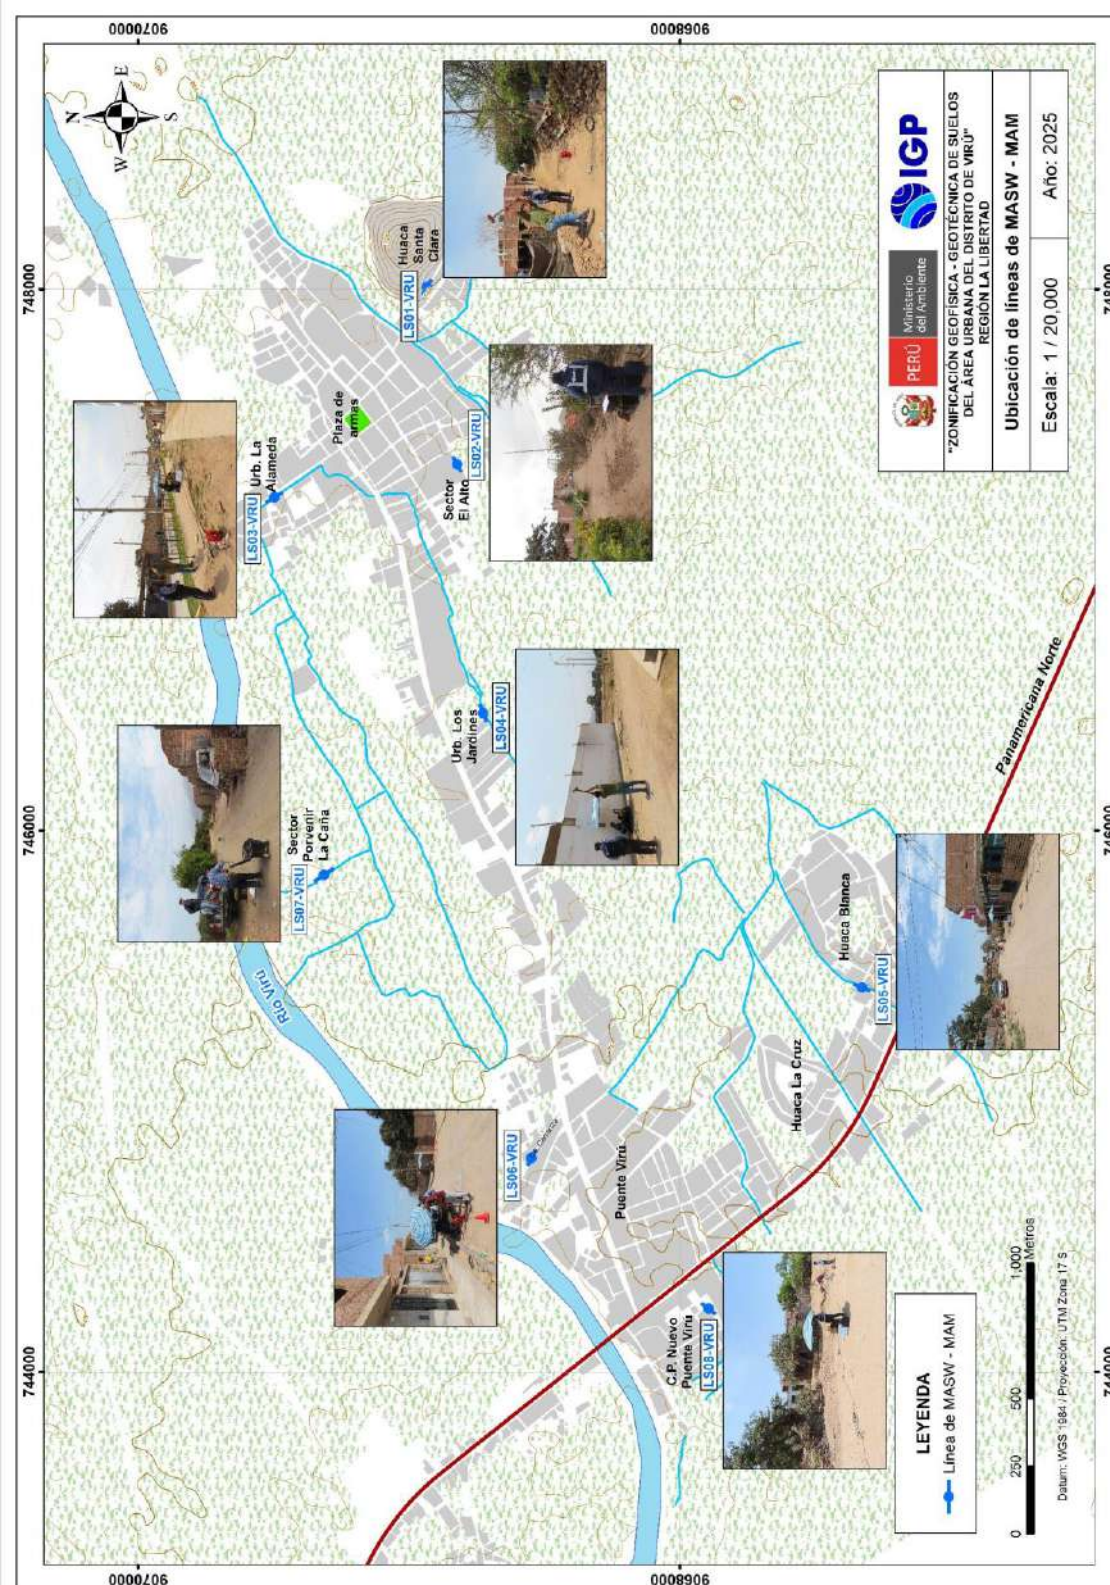 744000
746000
748000
9070000
9068000
N
W
E
S
Río Virú
LS07-VRU
Sector
Porvenir
La Caña
LS03-VRU
Urb. La
Alameda
Plaza de
armas
LS01-VRU
Huaca
Santa
Clara
Sector
El Alto
LS02-VRU
Urb. Los
Jardines
LS04-VRU
LS06-VRU
Puente Virú
C.P. Nuevo
Puente Virú
LS08-VRU
Huaca La Cruz
Huaca Blanca
LS05-VRU
Panamericana Norte
LEYENDA
Línea de MASW - MAM
0
250
500
1,000
Metros
Datum: WGS 1984 / Proyección: UTM Zona 17 S
PERÚ
Ministerio
del Ambiente
IGP
"ZONIFICACIÓN GEOFÍSICA - GEOTÉCNICA DE SUELOS
DEL ÁREA URBANA DEL DISTRITO DE VIRÚ"
REGIÓN LA LIBERTAD
Ubicación de líneas de MASW - MAM
Escala: 1 / 20,000
Año: 2025
9070000
9068000
744000
746000
748000